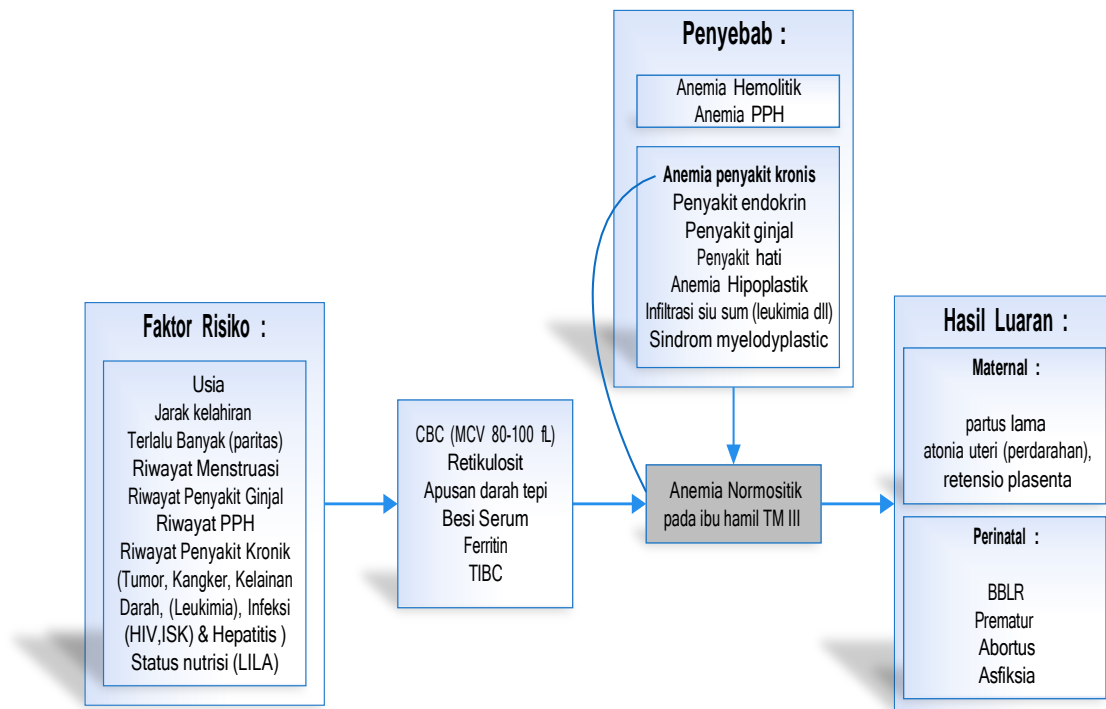 Penyebab :
Anemia Hemolitik
Anemia PPH
Anemia penyakit kronis
Penyakit endokrin
Penyakit ginjal
Penyakit hati
Anemia Hipoplastik
Infiltrasi siu sum (leukimia dll)
Sindrom myelodyplastic
Faktor Risiko :
Usia
Jarak kelahiran
Terlalu Banyak (paritas)
Riwayat Menstruasi
Riwayat Penyakit Ginjal
Riwayat PPH
Riwayat Penyakit Kronik
(Tumor, Kangker, Kelainan
Darah, (Leukimia), Infeksi
(HIV,ISK) & Hepatitis )
Status nutrisi (LILA)
CBC (MCV 80-100 fL)
Retikulosit
Apusan darah tepi
Besi Serum
Ferritin
TIBC
Anemia Normositik
pada ibu hamil TM III
Hasil Luaran :
Maternal :
partus lama
atonia uteri (perdarahan),
retensio plasenta
Perinatal :
BBLR
Prematur
Abortus
Asfiksia